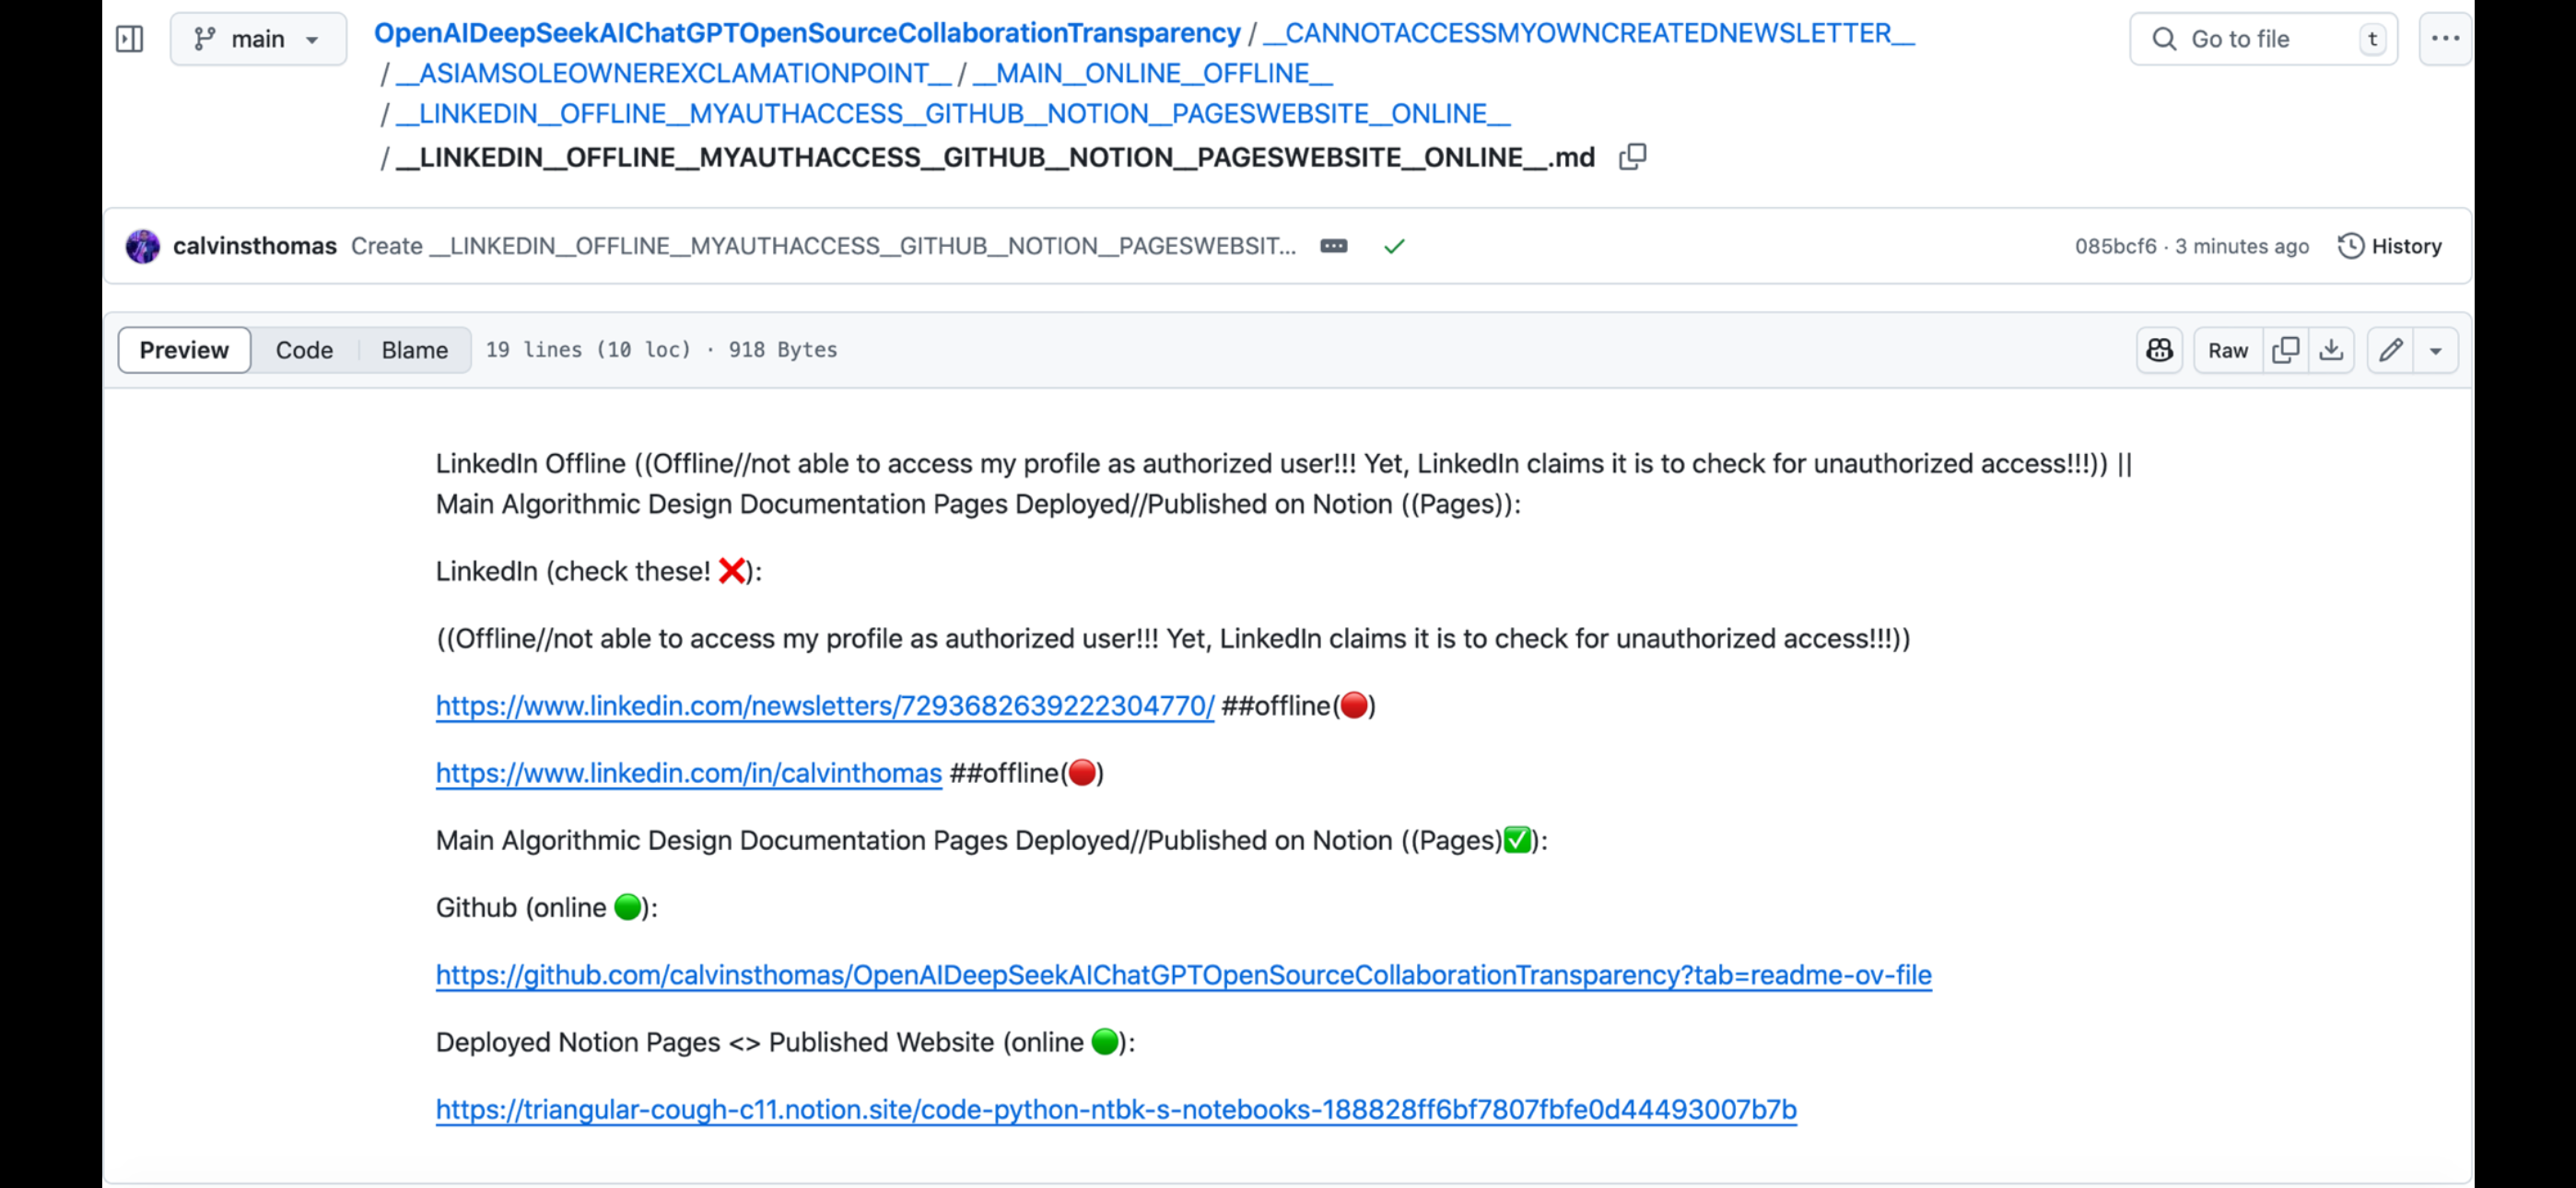 main
OpenAIDeepSeekAIChatGPTOpenSourceCollaborationTransparency / __CANNOTACCESSMYOWNCREATEDNEWSLETTER__
/ __ASIAMSOLEOWNEREXCLAMATIONPOINT__ / __MAIN__ONLINE__OFFLINE__
/ __LINKEDIN__OFFLINE__MYAUTHACCESS__GITHUB__NOTION__PAGESWEBSITE__ONLINE__
/ __LINKEDIN__OFFLINE__MYAUTHACCESS__GITHUB__NOTION__PAGESWEBSITE__ONLINE__.md
Go to file t
calvinsthomas Create __LINKEDIN__OFFLINE__MYAUTHACCESS__GITHUB__NOTION__PAGESWEBSIT... 085bcf6 · 3 minutes ago History
Preview Code Blame 19 lines (10 loc) · 918 Bytes Raw
LinkedIn Offline ((Offline//not able to access my profile as authorized user!!! Yet, LinkedIn claims it is to check for unauthorized access!!!)) ||
Main Algorithmic Design Documentation Pages Deployed//Published on Notion ((Pages)):
LinkedIn (check these! ❌):
((Offline//not able to access my profile as authorized user!!! Yet, LinkedIn claims it is to check for unauthorized access!!!))
https://www.linkedin.com/newsletters/7293682639222304770/ ##offline(🔴)
https://www.linkedin.com/in/calvinthomas ##offline(🔴)
Main Algorithmic Design Documentation Pages Deployed//Published on Notion ((Pages)✅):
Github (online 🟢):
https://github.com/calvinsthomas/OpenAIDeepSeekAIChatGPTOpenSourceCollaborationTransparency?tab=readme-ov-file
Deployed Notion Pages <> Published Website (online 🟢):
https://triangular-cough-c11.notion.site/code-python-ntbk-s-notebooks-188828ff6bf7807fbfe0d44493007b7b